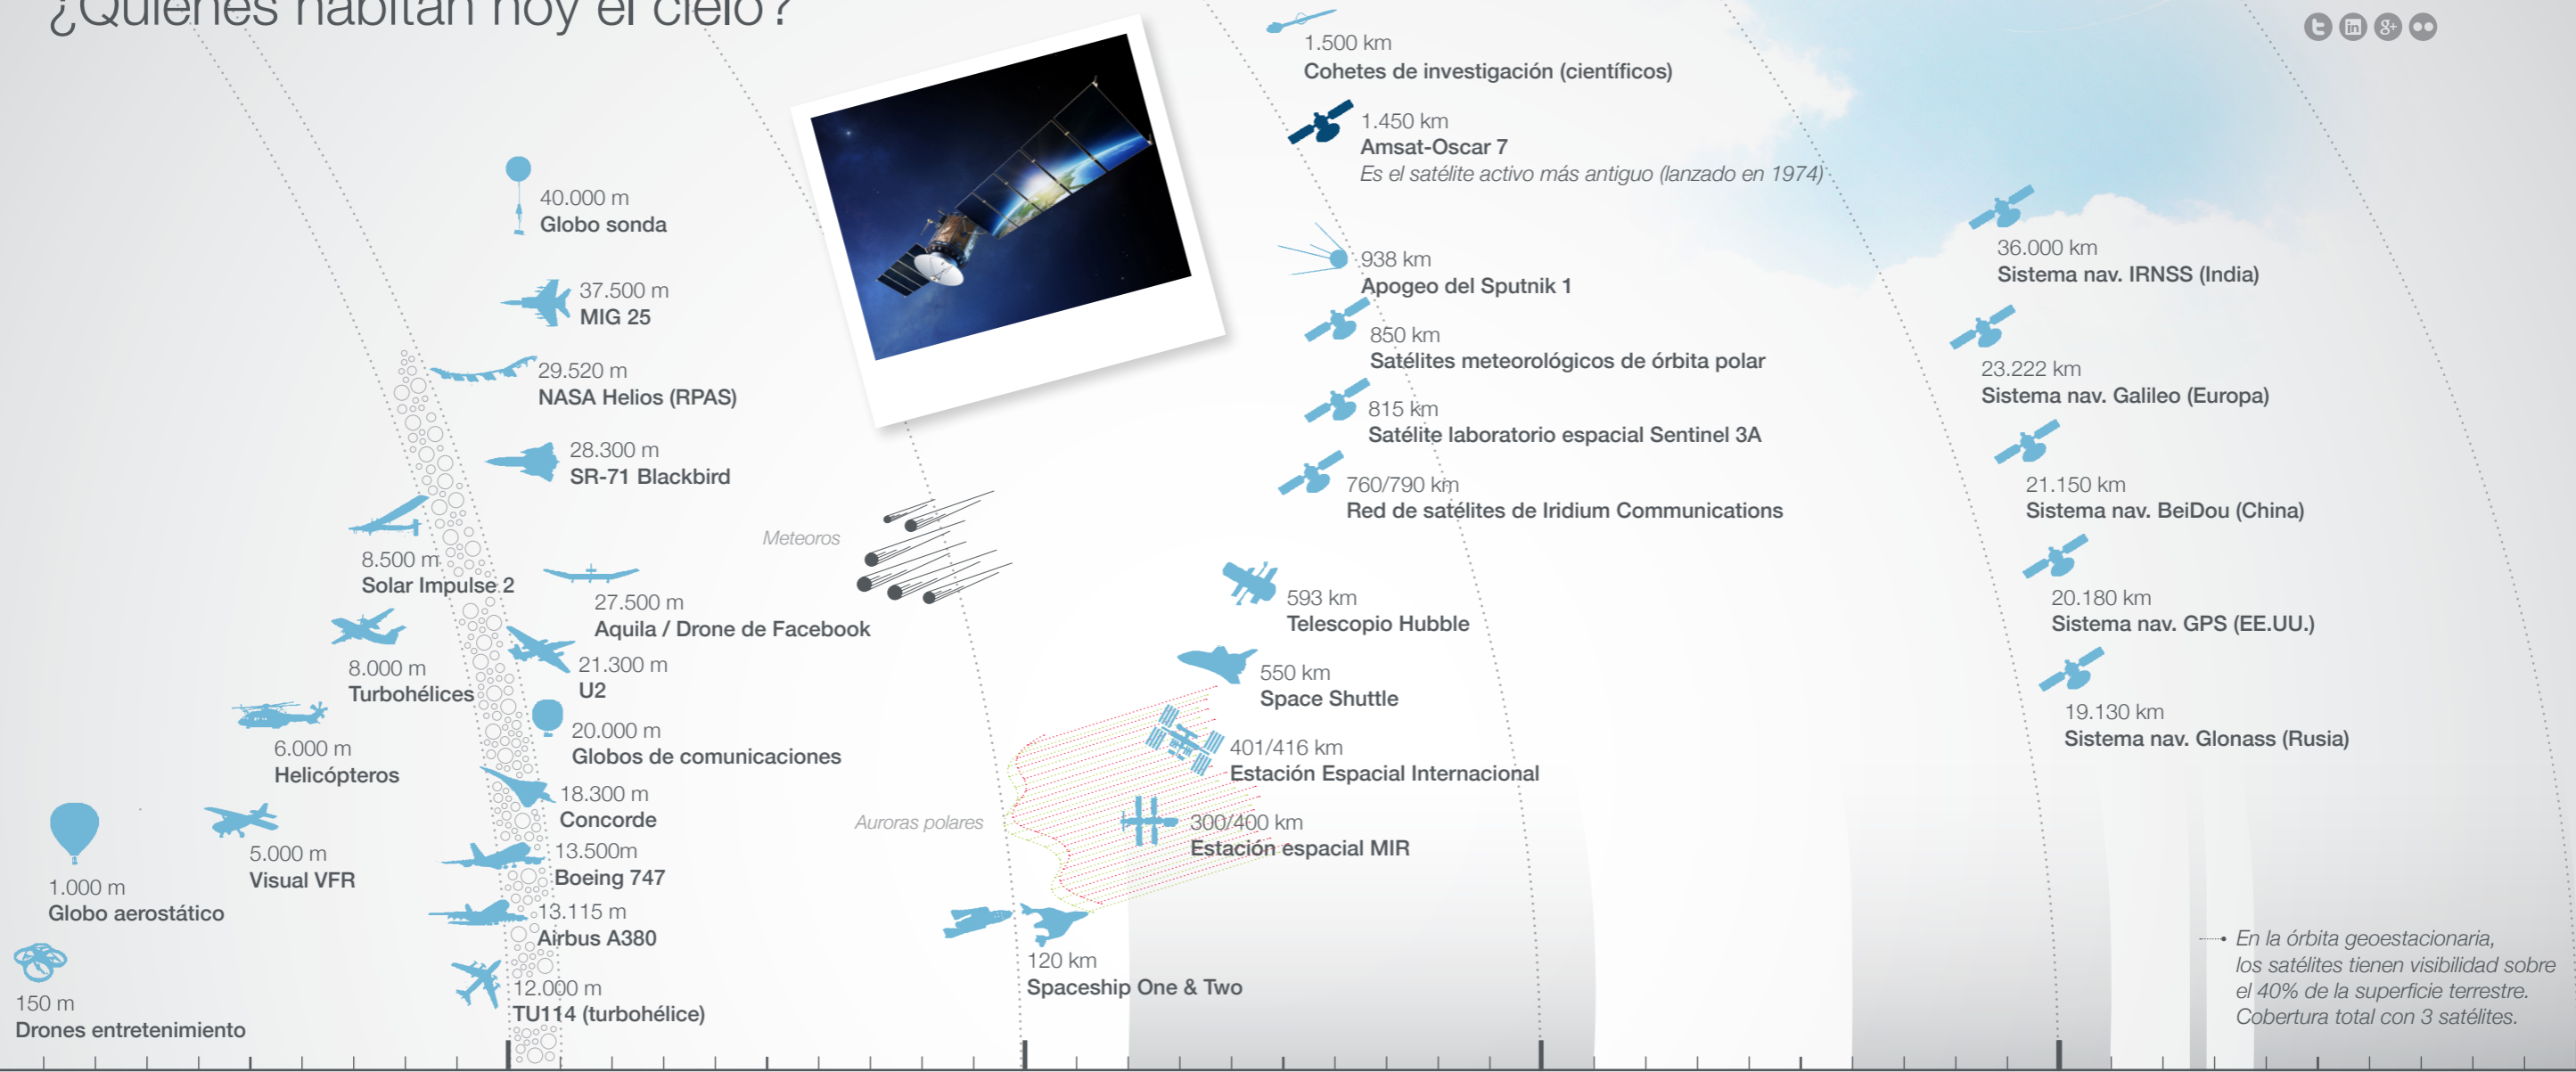 ¿Quiénes habitan hoy el cielo?
40.000 m
Globo sonda
37.500 m
MIG 25
29.520 m
NASA Helios (RPAS)
28.300 m
SR-71 Blackbird
8.500 m
Solar Impulse 2
27.500 m
Aquila / Drone de Facebook
8.000 m
Turbohélices
21.300 m
U2
6.000 m
Helicópteros
20.000 m
Globos de comunicaciones
18.300 m
Concorde
5.000 m
Visual VFR
13.500m
Boeing 747
1.000 m
Globo aerostático
13.115 m
Airbus A380
150 m
Drones entretenimiento
12.000 m
TU114 (turbohélice)
Meteoros
Auroras polares
1.500 km
Cohetes de investigación (científicos)
1.450 km
Amsat-Oscar 7
Es el satélite activo más antiguo (lanzado en 1974)
938 km
Apogeo del Sputnik 1
850 km
Satélites meteorológicos de órbita polar
815 km
Satélite laboratorio espacial Sentinel 3A
760/790 km
Red de satélites de Iridium Communications
593 km
Telescopio Hubble
550 km
Space Shuttle
401/416 km
Estación Espacial Internacional
300/400 km
Estación espacial MIR
120 km
Spaceship One & Two
36.000 km
Sistema nav. IRNSS (India)
23.222 km
Sistema nav. Galileo (Europa)
21.150 km
Sistema nav. BeiDou (China)
20.180 km
Sistema nav. GPS (EE.UU.)
19.130 km
Sistema nav. Glonass (Rusia)
En la órbita geoestacionaria,
los satélites tienen visibilidad sobre
el 40% de la superficie terrestre.
Cobertura total con 3 satélites.
t in g+